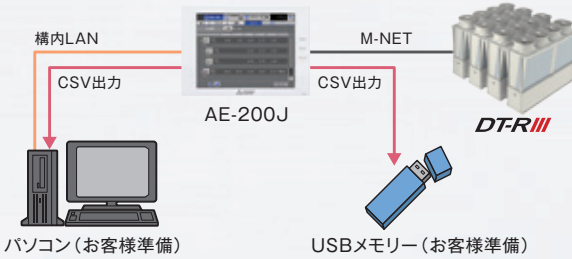 構内LAN
M-NET
CSV出力
CSV出力
AE-200J
DT-RIII
パソコン（お客様準備）
USBメモリー（お客様準備）